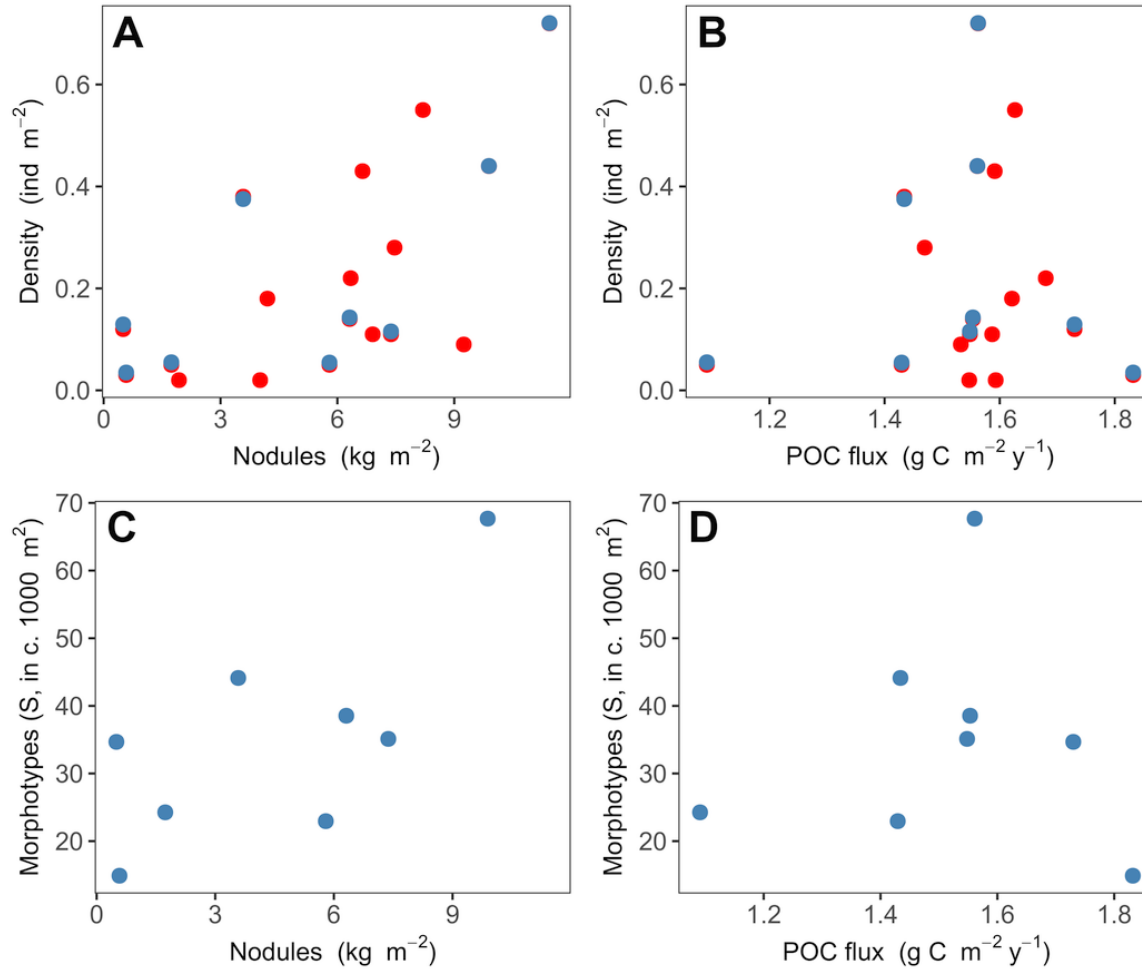 A
B
Density (ind m⁻²)
0.6
0.4
0.2
0.0
0 3 6 9
Nodules (kg m⁻²)
Density (ind m⁻²)
0.6
0.4
0.2
0.0
1.2 1.4 1.6 1.8
POC flux (g C m⁻² y⁻¹)
C
D
Morphotypes (S, in c. 1000 m²)
70
60
50
40
30
20
0 3 6 9
Nodules (kg m⁻²)
Morphotypes (S, in c. 1000 m²)
70
60
50
40
30
20
1.2 1.4 1.6 1.8
POC flux (g C m⁻² y⁻¹)